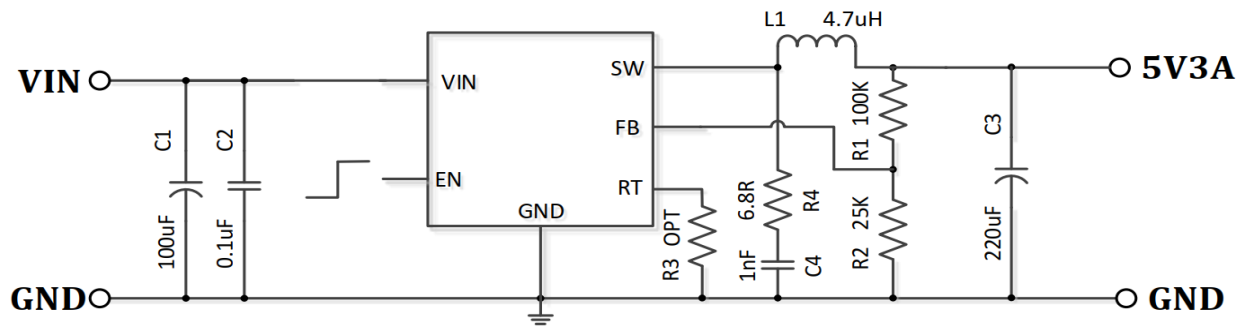 L1 4.7uH
VIN
VIN
SW
5V3A
C1
C2
FB
R1 100K
C3
EN
RT
GND
100uF
0.1uF
R3 OPT
6.8R
R4
1nF
C4
R2 25K
220uF
GND
GND